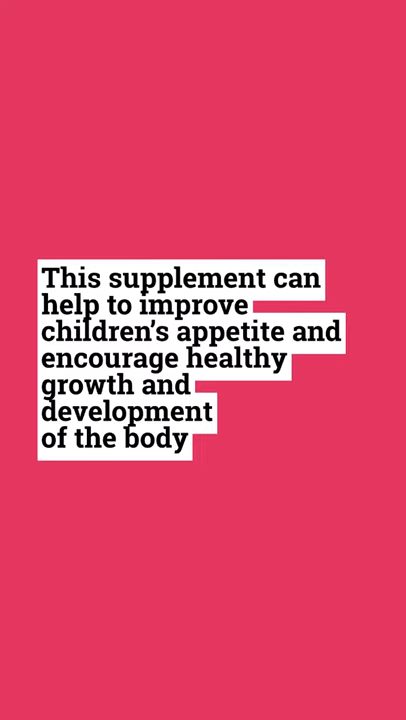 This supplement can
help to improve
children’s appetite and
encourage healthy
growth and
development
of the body